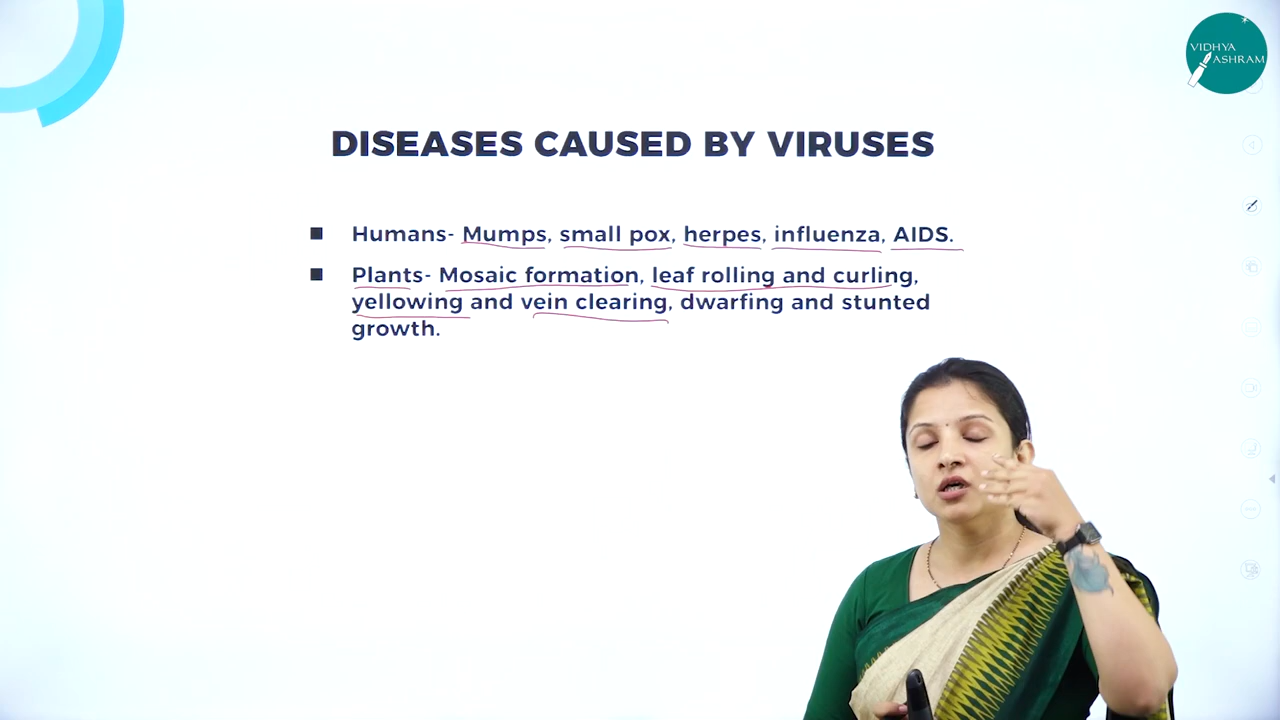 VIDHYA
ASHRAM
DISEASES CAUSED BY VIRUSES
Humans- Mumps, small pox, herpes, influenza, AIDS.
Plants- Mosaic formation, leaf rolling and curling,
yellowing and vein clearing, dwarfing and stunted
growth.